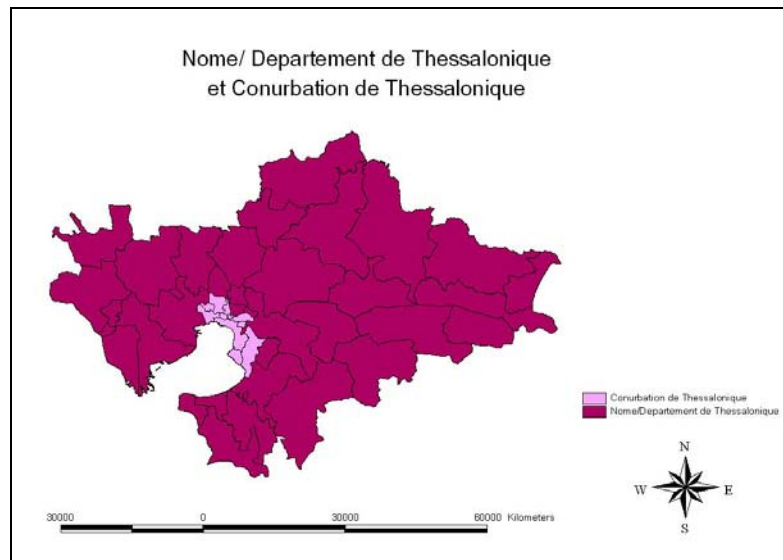 Nome/ Departement de Thessalonique
et Conurbation de Thessalonique
Conurbation de Thessalonique
Nome/Departement de Thessalonique
N
W E
S
30000 0 30000 60000 Kilometers